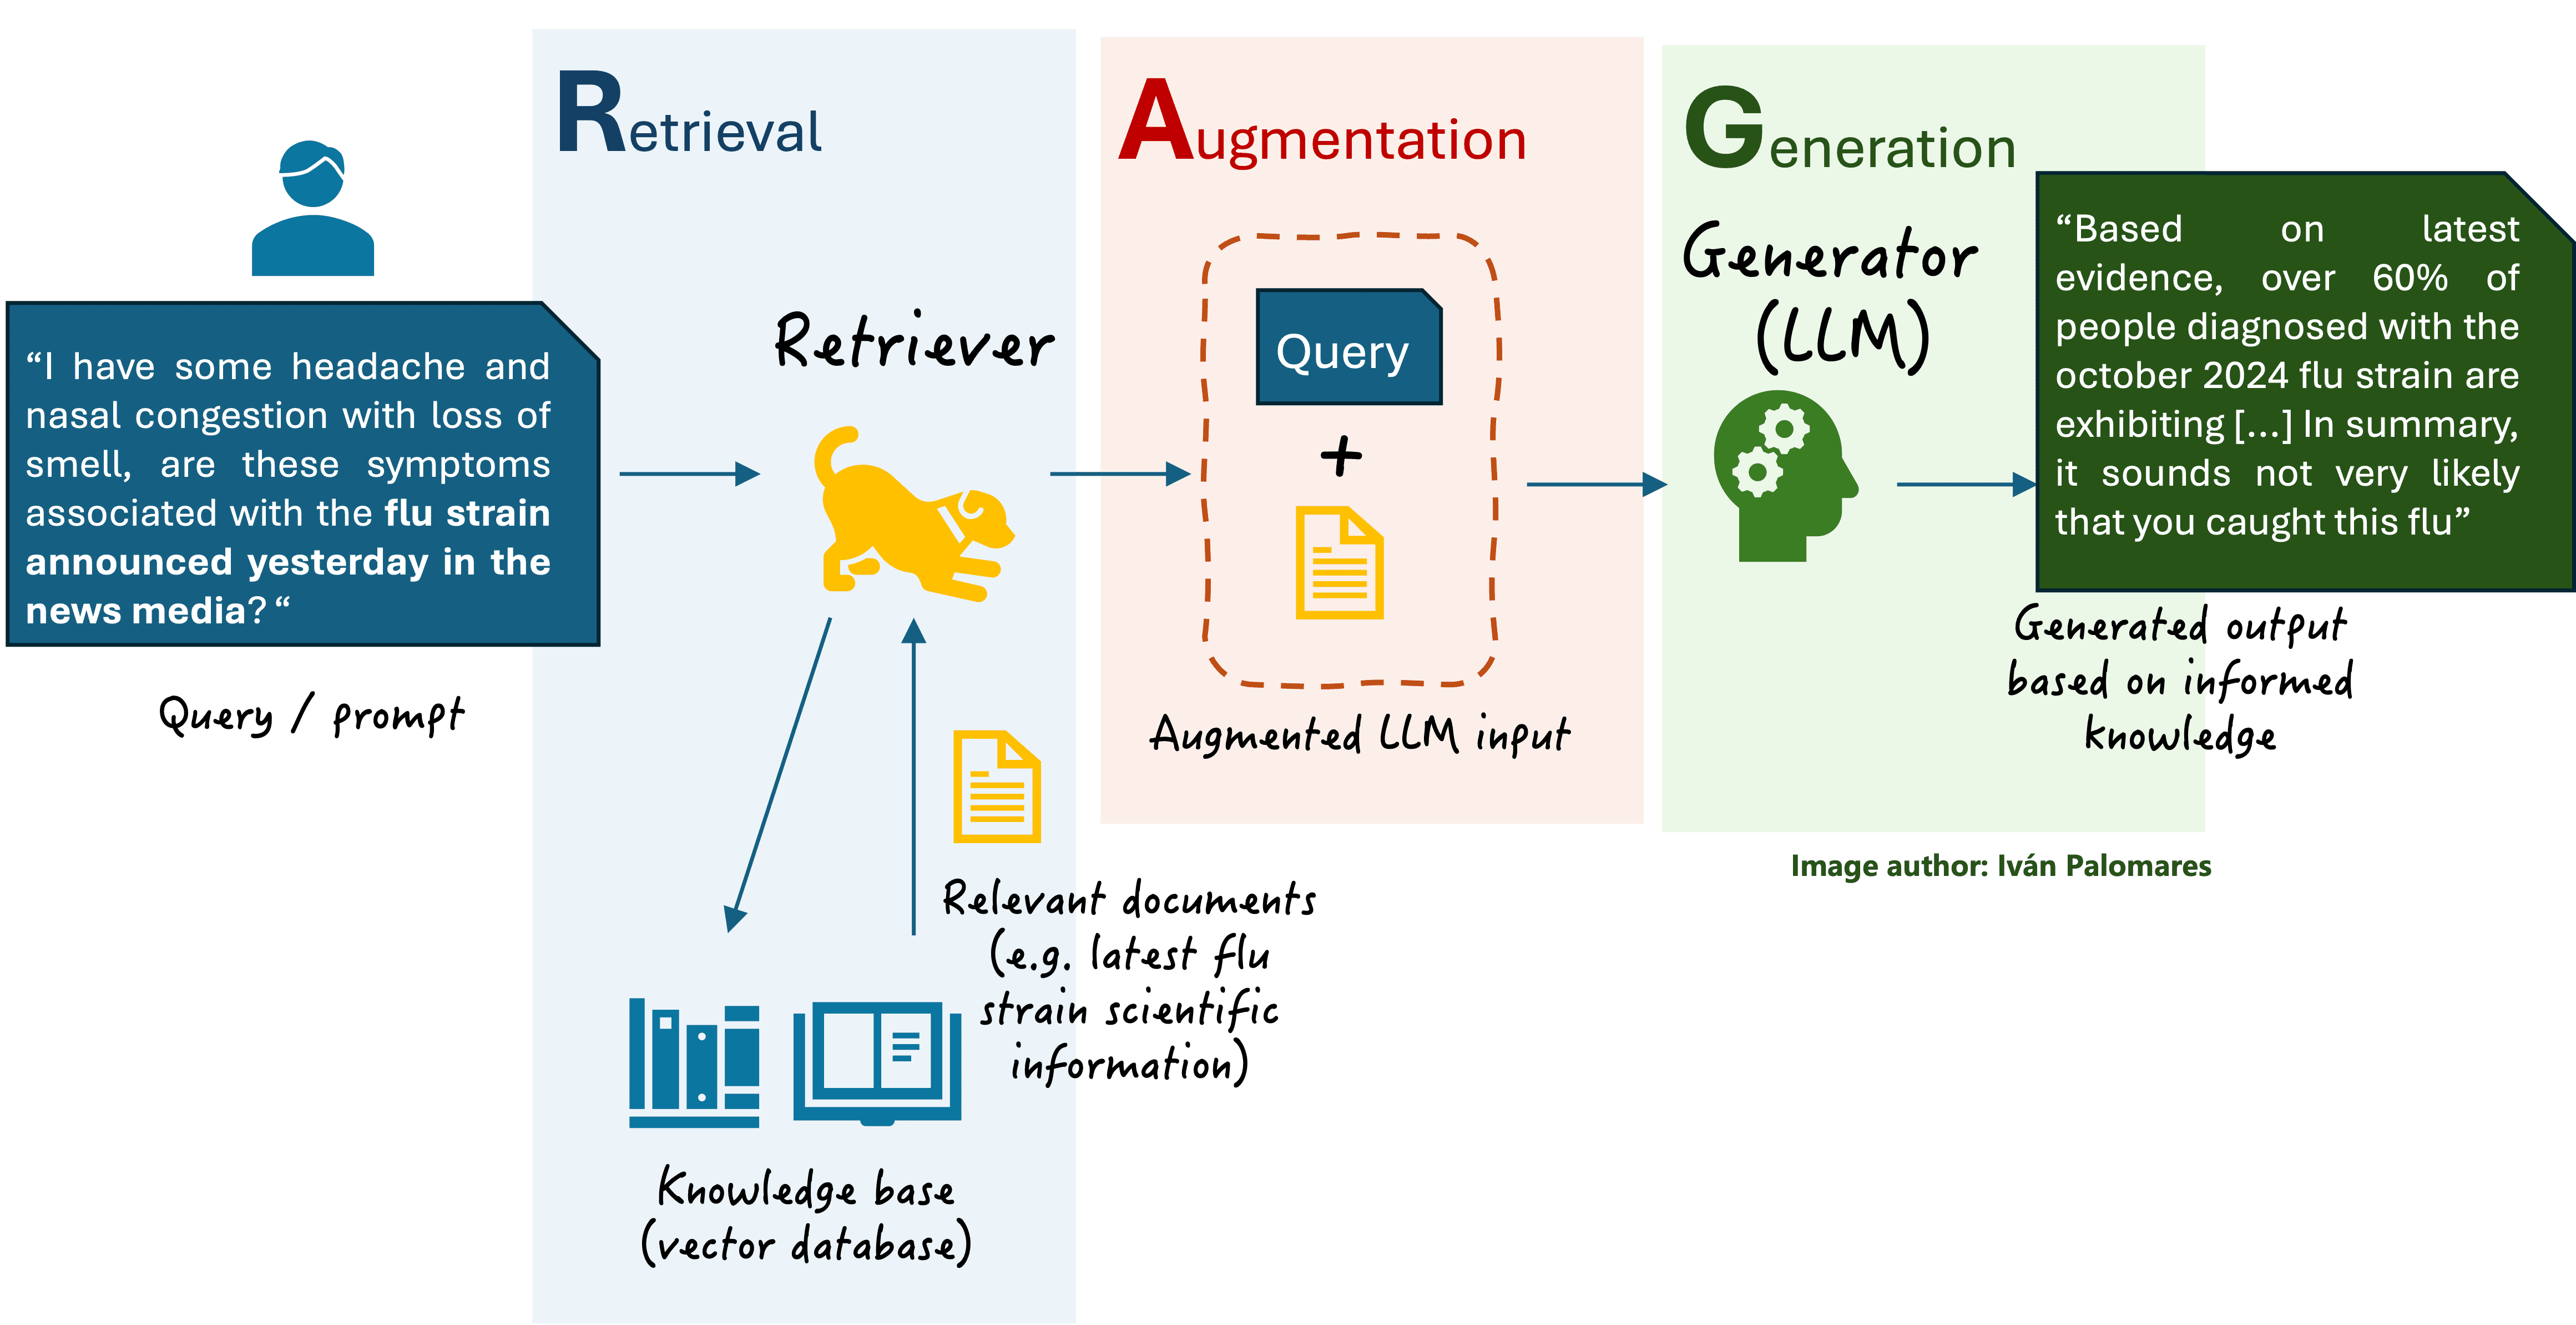 Retrieval
Augmentation
Generation
“I have some headache and
nasal congestion with loss of
smell, are these symptoms
associated with the flu strain
announced yesterday in the
news media? “
Query / prompt
Retriever
Relevant documents
(e.g. latest flu
strain scientific
information)
Knowledge base
(vector database)
Query
+
Augmented LLM input
Generator
(LLM)
“Based on latest
evidence, over 60% of
people diagnosed with the
october 2024 flu strain are
exhibiting [...] In summary,
it sounds not very likely
that you caught this flu”
Generated output
based on informed
knowledge
Image author: Iván Palomares